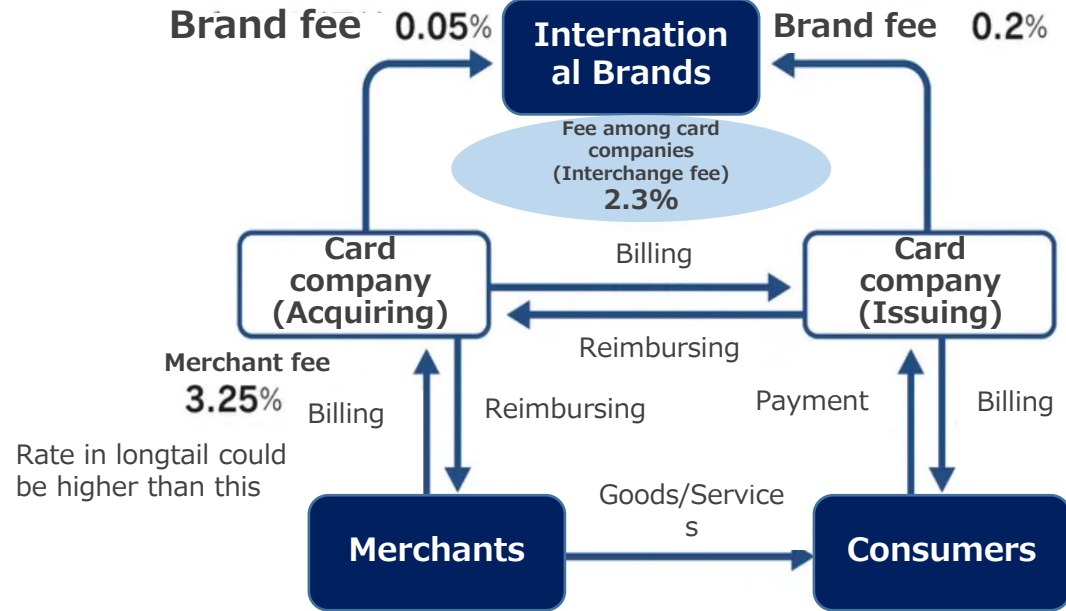 Brand fee 0.05%
Internation
al Brands
Brand fee 0.2%
Fee among card
companies
(Interchange fee)
2.3%
Card
company
(Acquiring)
Billing
Card
company
(Issuing)
Reimbursing
Merchant fee
3.25%
Billing
Reimbursing
Payment
Billing
Rate in longtail could
be higher than this
Goods/Service
s
Merchants
Consumers